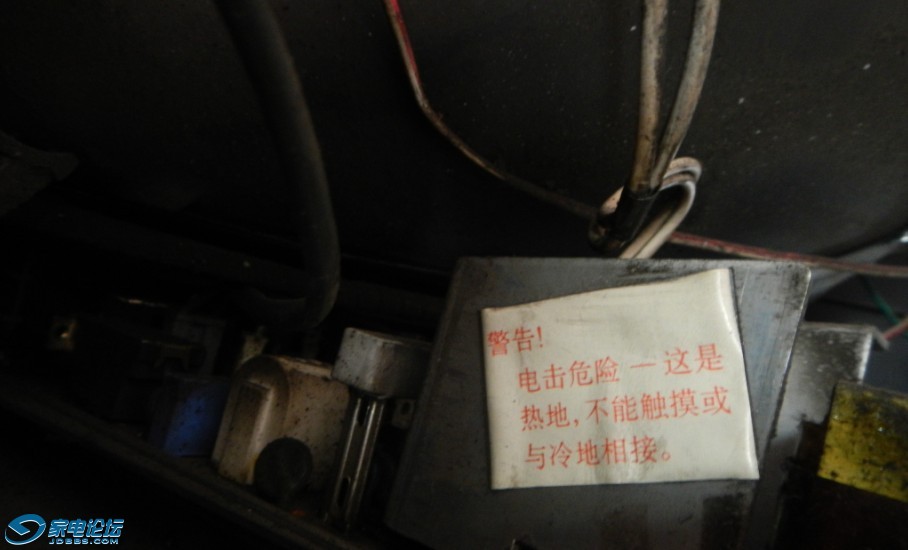 警告!
电击危险 — 这是
热地,不能触摸或
与冷地相接。
家电论坛
JDBBS.COM